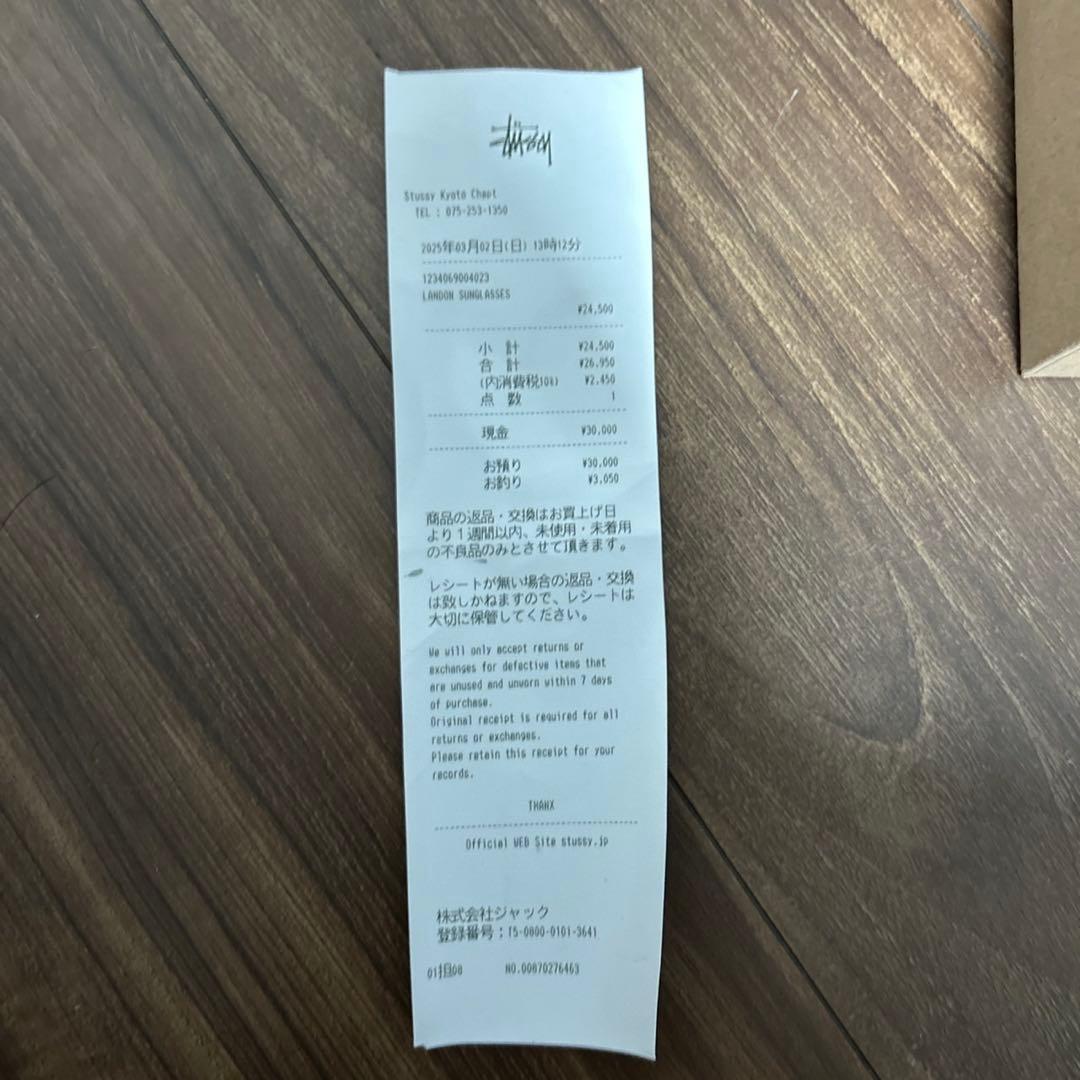 Stüssy
Stussy Kyoto Chapt
TEL : 075-253-1350
2025年03月02日(日) 13時12分
1234069004023
LANDON SUNGLASSES
¥24,500
小 計 ¥24,500
合 計 ¥26,950
(内消費税10%) ¥2,450
点 数 1
現金 ¥30,000
お預り ¥30,000
お釣り ¥3,050
商品の返品・交換はお買上げ日
より1週間以内、未使用・未着用
の不良品のみとさせて頂きます。
レシートが無い場合の返品・交換
は致しかねますので、レシートは
大切に保管してください。
We will only accept returns or
exchanges for defective items that
are unused and unworn within 7 days
of purchase.
Original receipt is required for all
returns or exchanges.
Please retain this receipt for your
records.
THANX
Official WEB Site stussy.jp
株式会社ジャック
登録番号:T5-0800-0101-3641
01担08 NO.00870276463